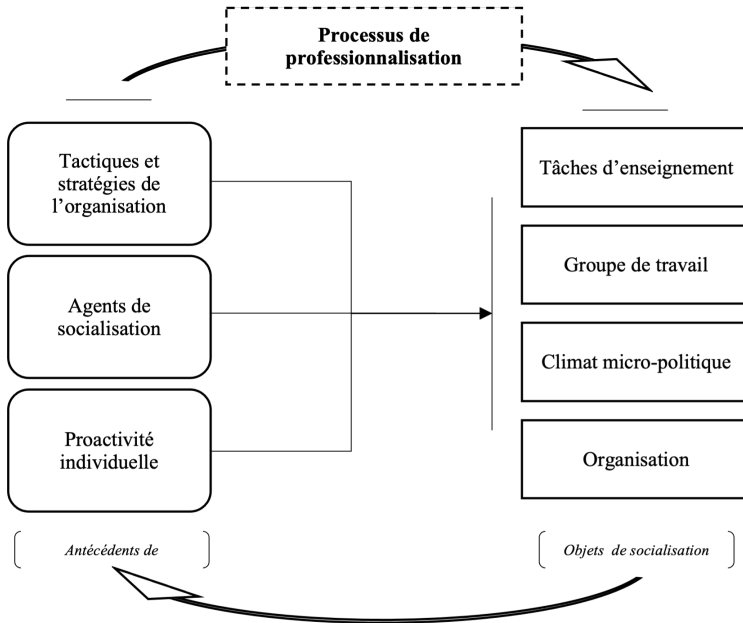 Processus de
professionnalisation
Tactiques et
stratégies de
l’organisation
Agents de
socialisation
Proactivité
individuelle
Antécédents de
Tâches d’enseignement
Groupe de travail
Climat micro-politique
Organisation
Objets de socialisation